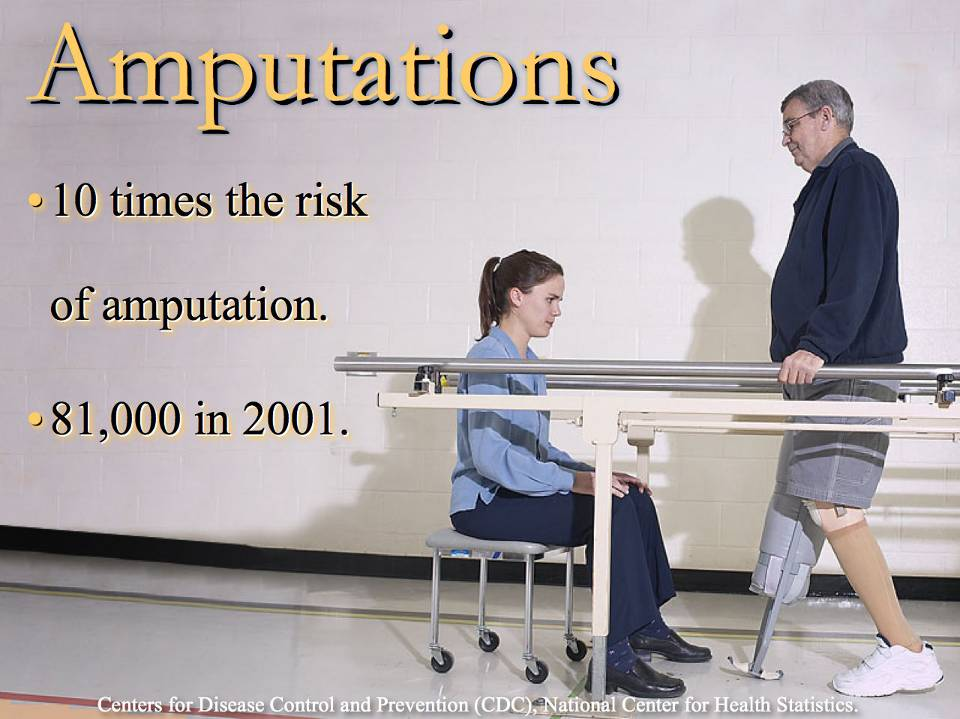 Amputations
• 10 times the risk
of amputation.
• 81,000 in 2001.
Centers for Disease Control and Prevention (CDC), National Center for Health Statistics.